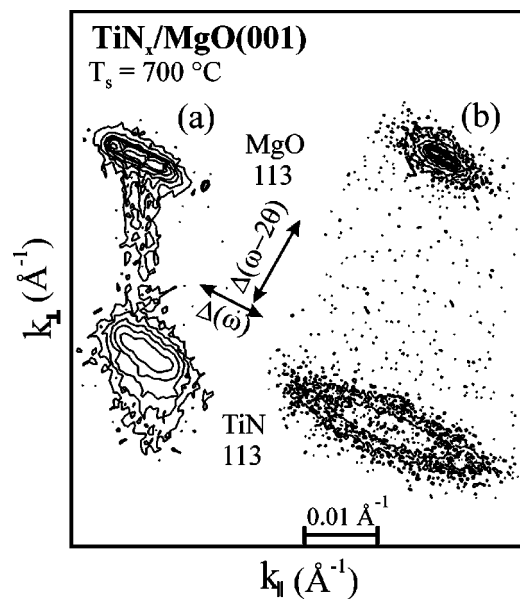 TiNₓ/MgO(001)
Tₛ = 700 °C
(a)
(b)
MgO
113
Δ(ω−2θ)
Δ(ω)
k⊥ (Å⁻¹)
TiN
113
0.01 Å⁻¹
k∥ (Å⁻¹)